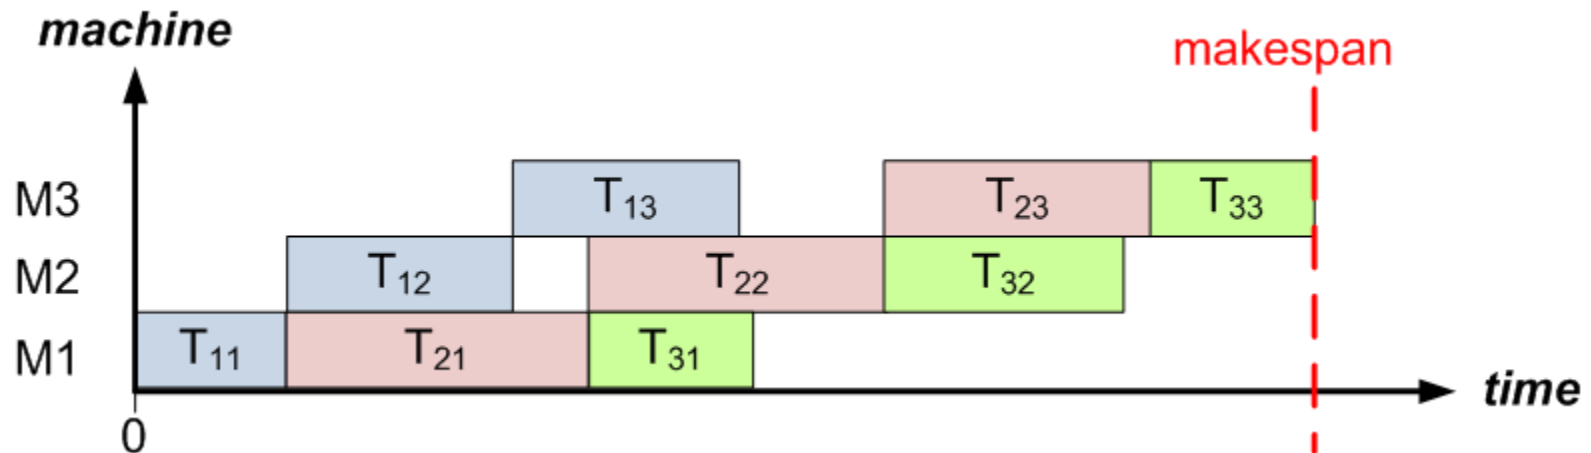 machine
makespan
M3 T₁₃ T₂₃ T₃₃
M2 T₁₂ T₂₂ T₃₂
M1 T₁₁ T₂₁ T₃₁
time
0